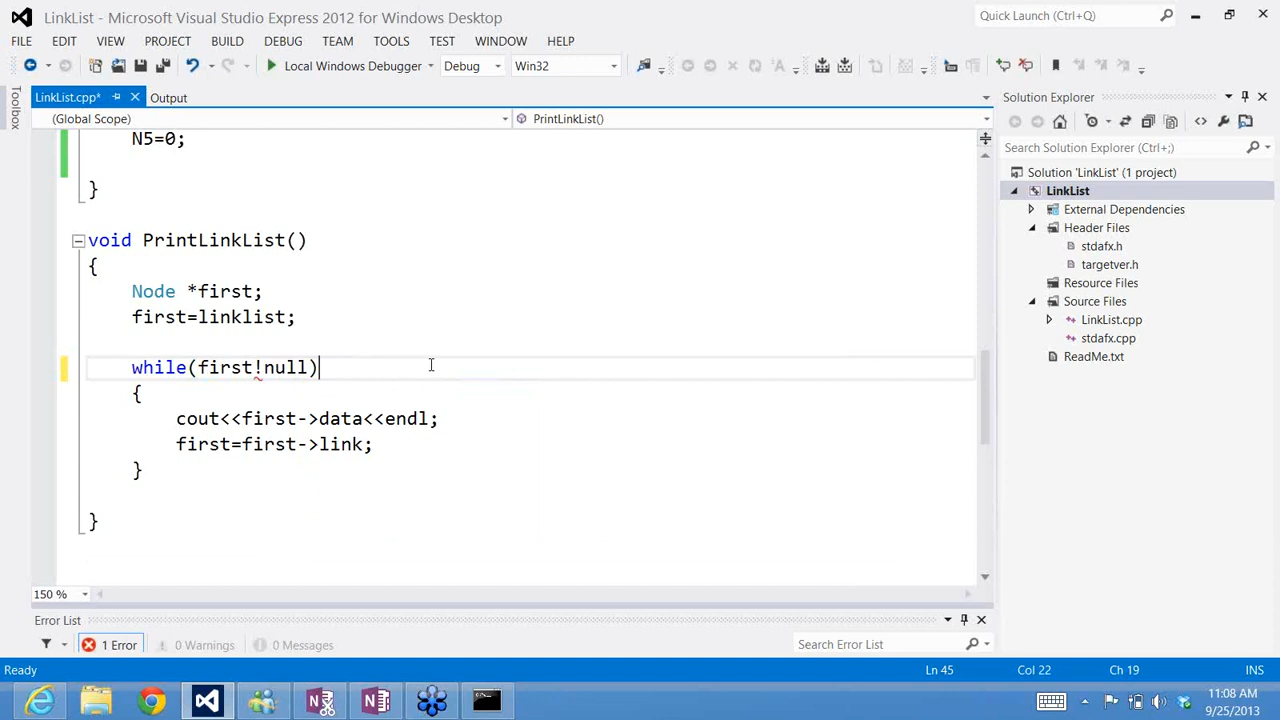 LinkList - Microsoft Visual Studio Express 2012 for Windows Desktop
Quick Launch (Ctrl+Q)
FILE EDIT VIEW PROJECT BUILD DEBUG TEAM TOOLS TEST WINDOW HELP
Local Windows Debugger Debug Win32
Toolbox
LinkList.cpp* Output
(Global Scope) PrintLinkList()
N5=0;
}
void PrintLinkList()
{
Node *first;
first=linklist;
while(first!null)
{
cout<<first->data<<endl;
first=first->link;
}
}
150 %
Solution Explorer
Search Solution Explorer (Ctrl+;)
Solution 'LinkList' (1 project)
LinkList
External Dependencies
Header Files
stdafx.h
targetver.h
Resource Files
Source Files
LinkList.cpp
stdafx.cpp
ReadMe.txt
Error List
1 Error 0 Warnings 0 Messages
Search Error List
Ready Ln 45 Col 22 Ch 19 INS
11:08 AM
9/25/2013